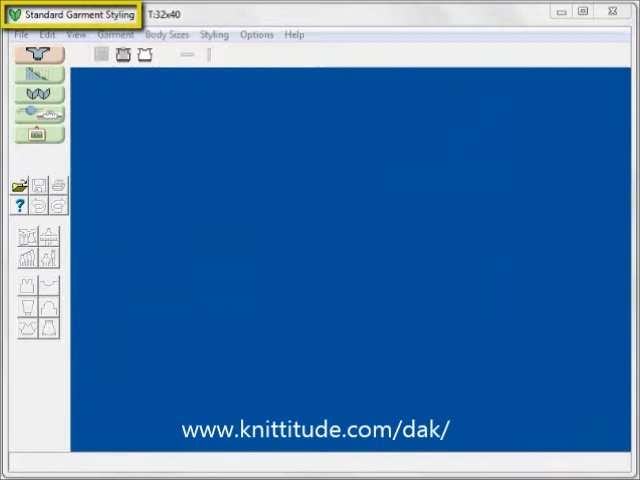 Standard Garment Styling T:32x40
File Edit View Garment Body Sizes Styling Options Help
?
www.knittitude.com/dak/